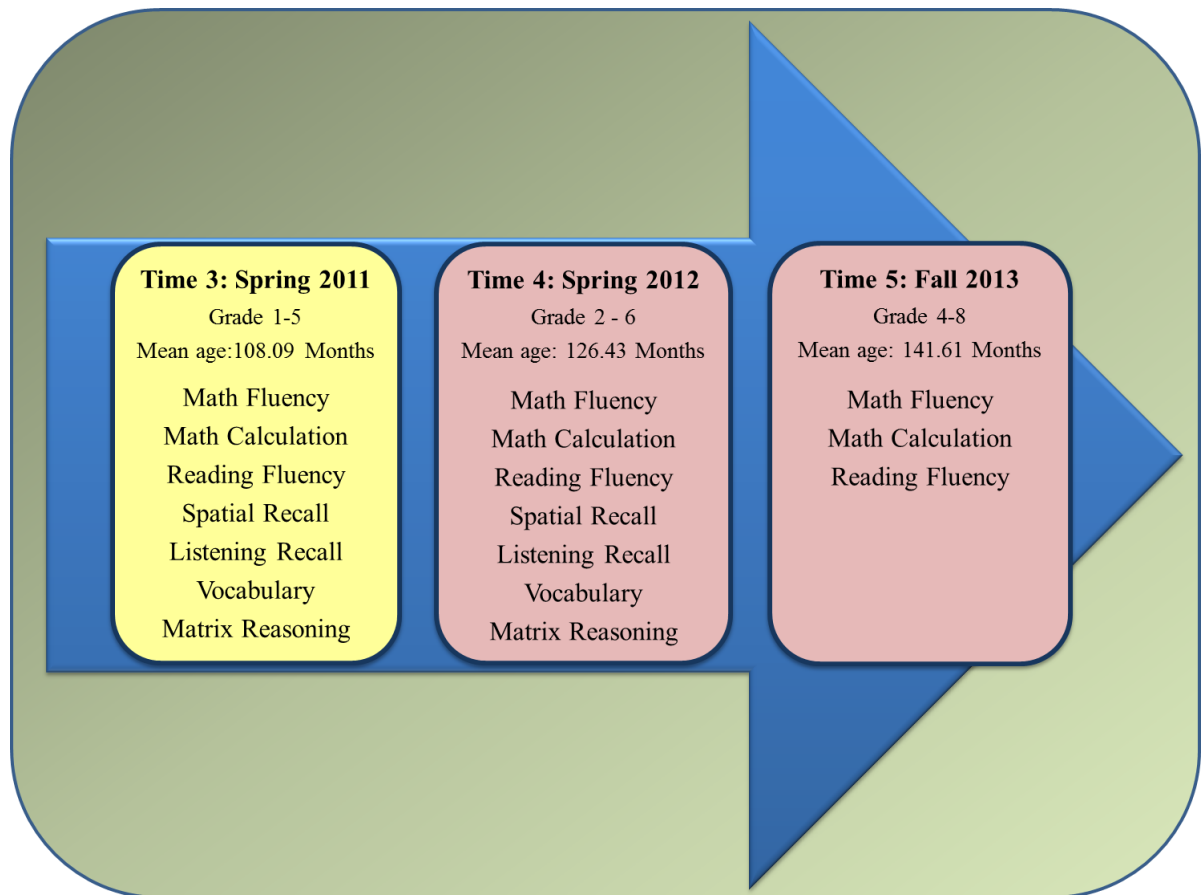 Time 3: Spring 2011
Grade 1-5
Mean age:108.09 Months
Math Fluency
Math Calculation
Reading Fluency
Spatial Recall
Listening Recall
Vocabulary
Matrix Reasoning
Time 4: Spring 2012
Grade 2 - 6
Mean age: 126.43 Months
Math Fluency
Math Calculation
Reading Fluency
Spatial Recall
Listening Recall
Vocabulary
Matrix Reasoning
Time 5: Fall 2013
Grade 4-8
Mean age: 141.61 Months
Math Fluency
Math Calculation
Reading Fluency